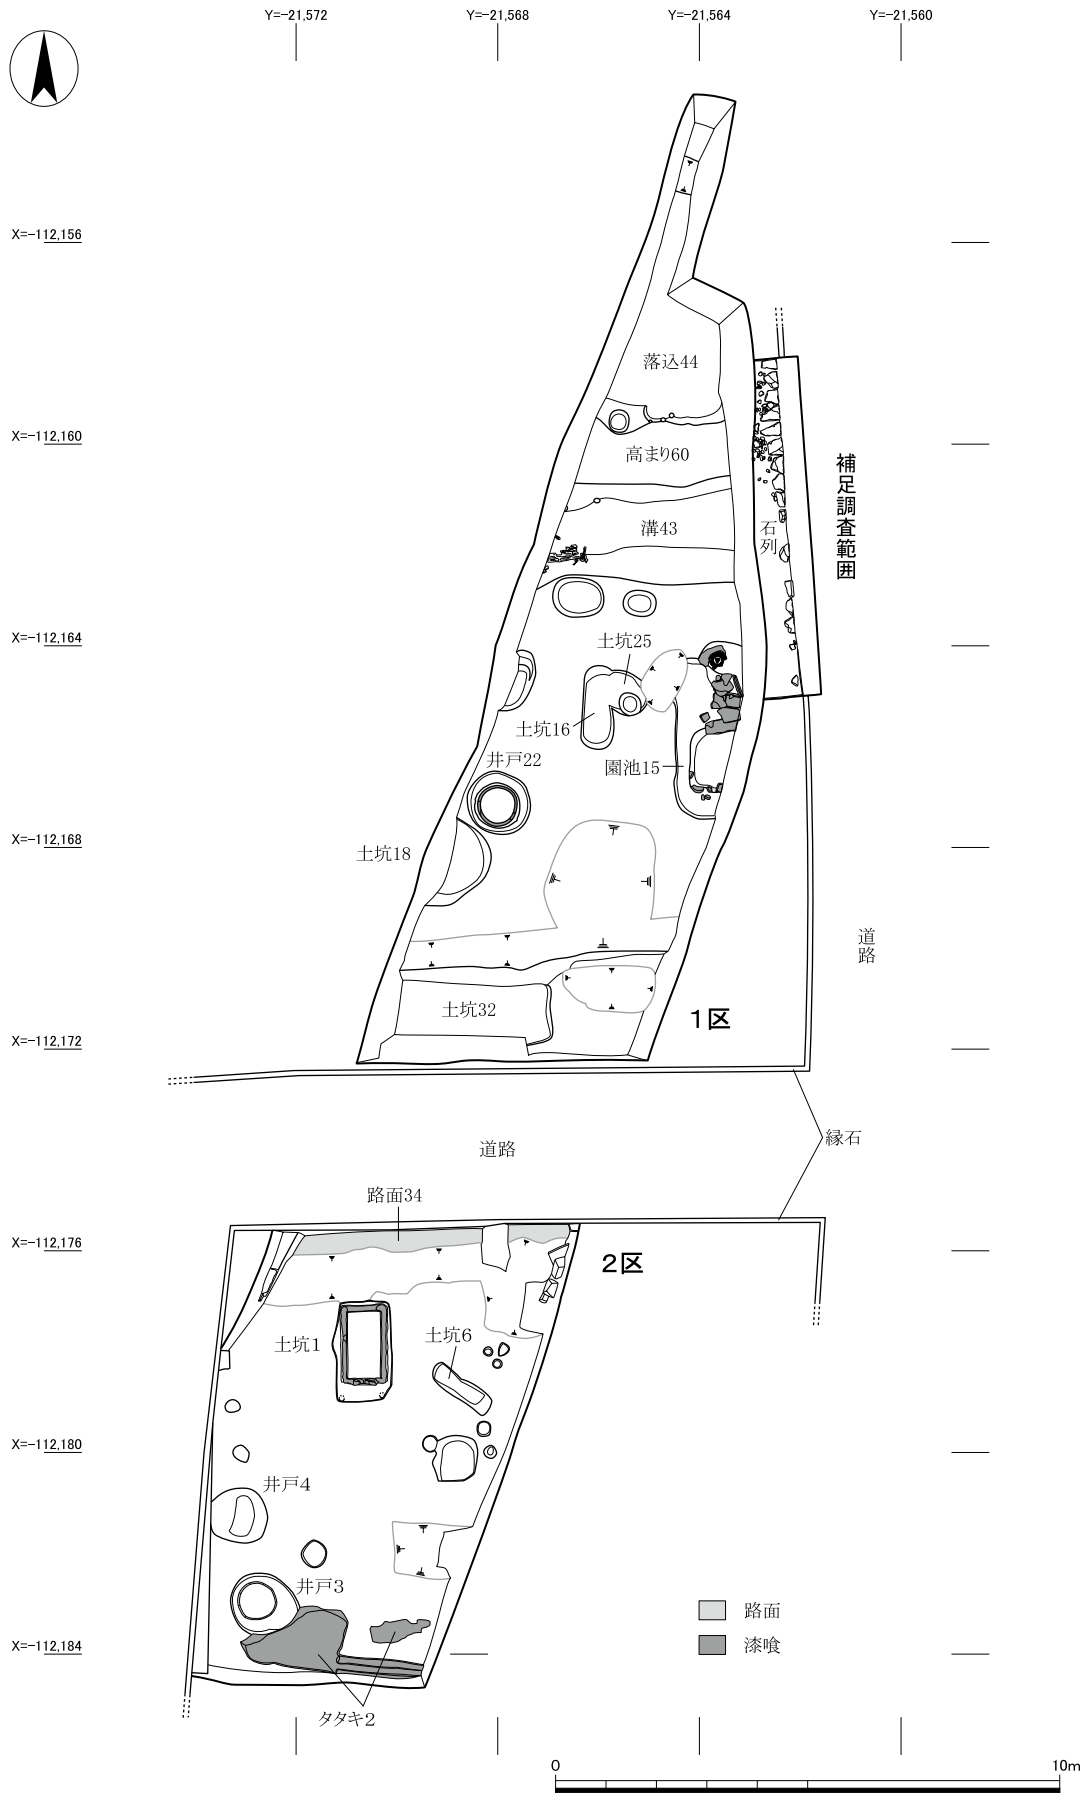 Y=-21,572
Y=-21,568
Y=-21,564
Y=-21,560
X=-112,156
落込44
X=-112,160
高まり60
補足調査範囲
溝43
石列
X=-112,164
土坑25
土坑16
井戸22
園池15
X=-112,168
土坑18
道路
土坑32
1区
X=-112,172
縁石
道路
路面34
X=-112,176
2区
土坑1
土坑6
X=-112,180
井戸4
井戸3
路面
漆喰
X=-112,184
タタキ2
0
10m